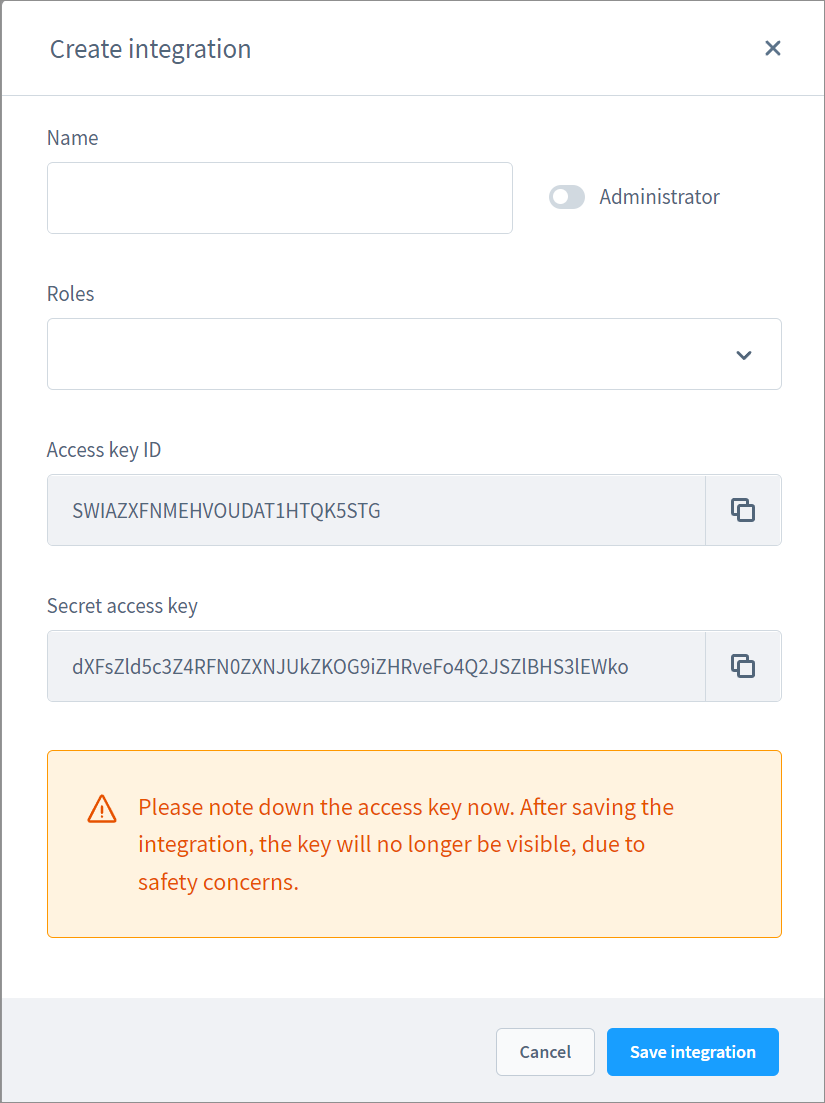 Create integration
Name
Administrator
Roles
Access key ID
SWIAZXFNMEHVOUDAT1HTQK5STG
Secret access key
dXFsZld5c3Z4RFN0ZXNJUkZKOG9iZHRveFo4Q2JSZlBHS3lEWko
Please note down the access key now. After saving the
integration, the key will no longer be visible, due to
safety concerns.
Cancel
Save integration